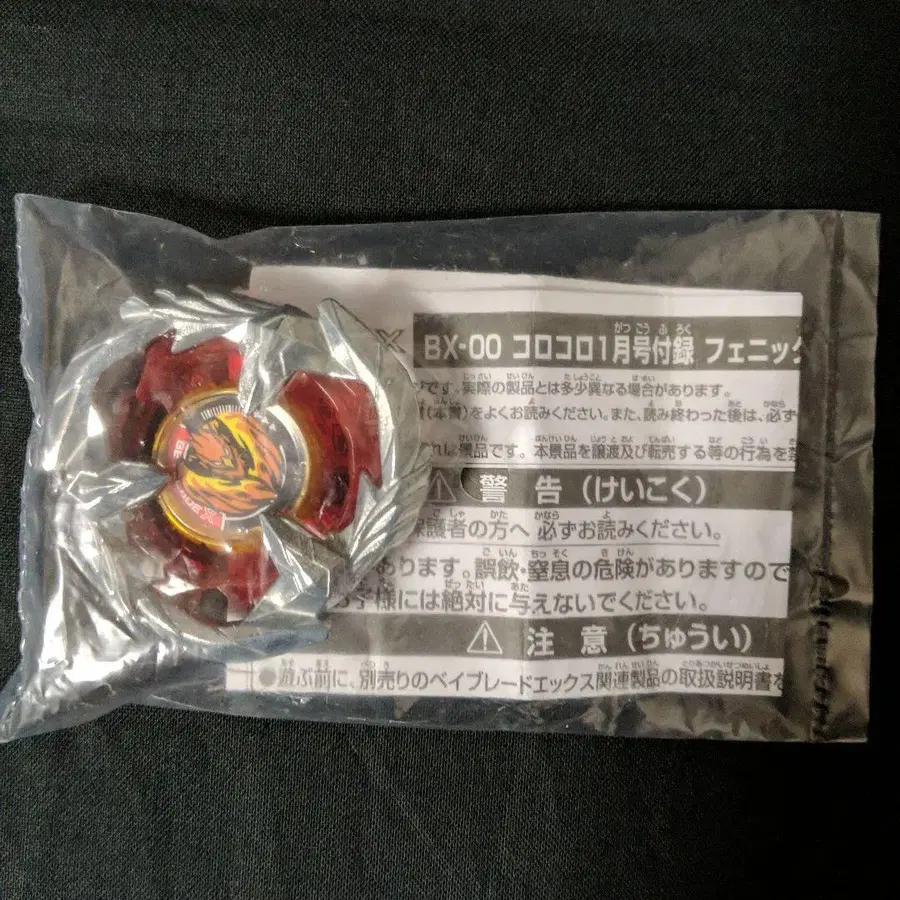 X
BX-00 コロコロ1月号付録 フェニック
です。実際の製品とは多少異なる場合があります。
(本書)をよくお読みください。また、読み終わった後は、必ず
景品です。本景品を譲渡及び転売する等の行為を禁
警告(けいこく)
保護者の方へ 必ずお読みください。
あります。誤飲・窒息の危険がありますので
お子様には絶対に与えないでください。
注意(ちゅうい)
●遊ぶ前に、別売りのベイブレードエックス関連製品の取扱説明書を